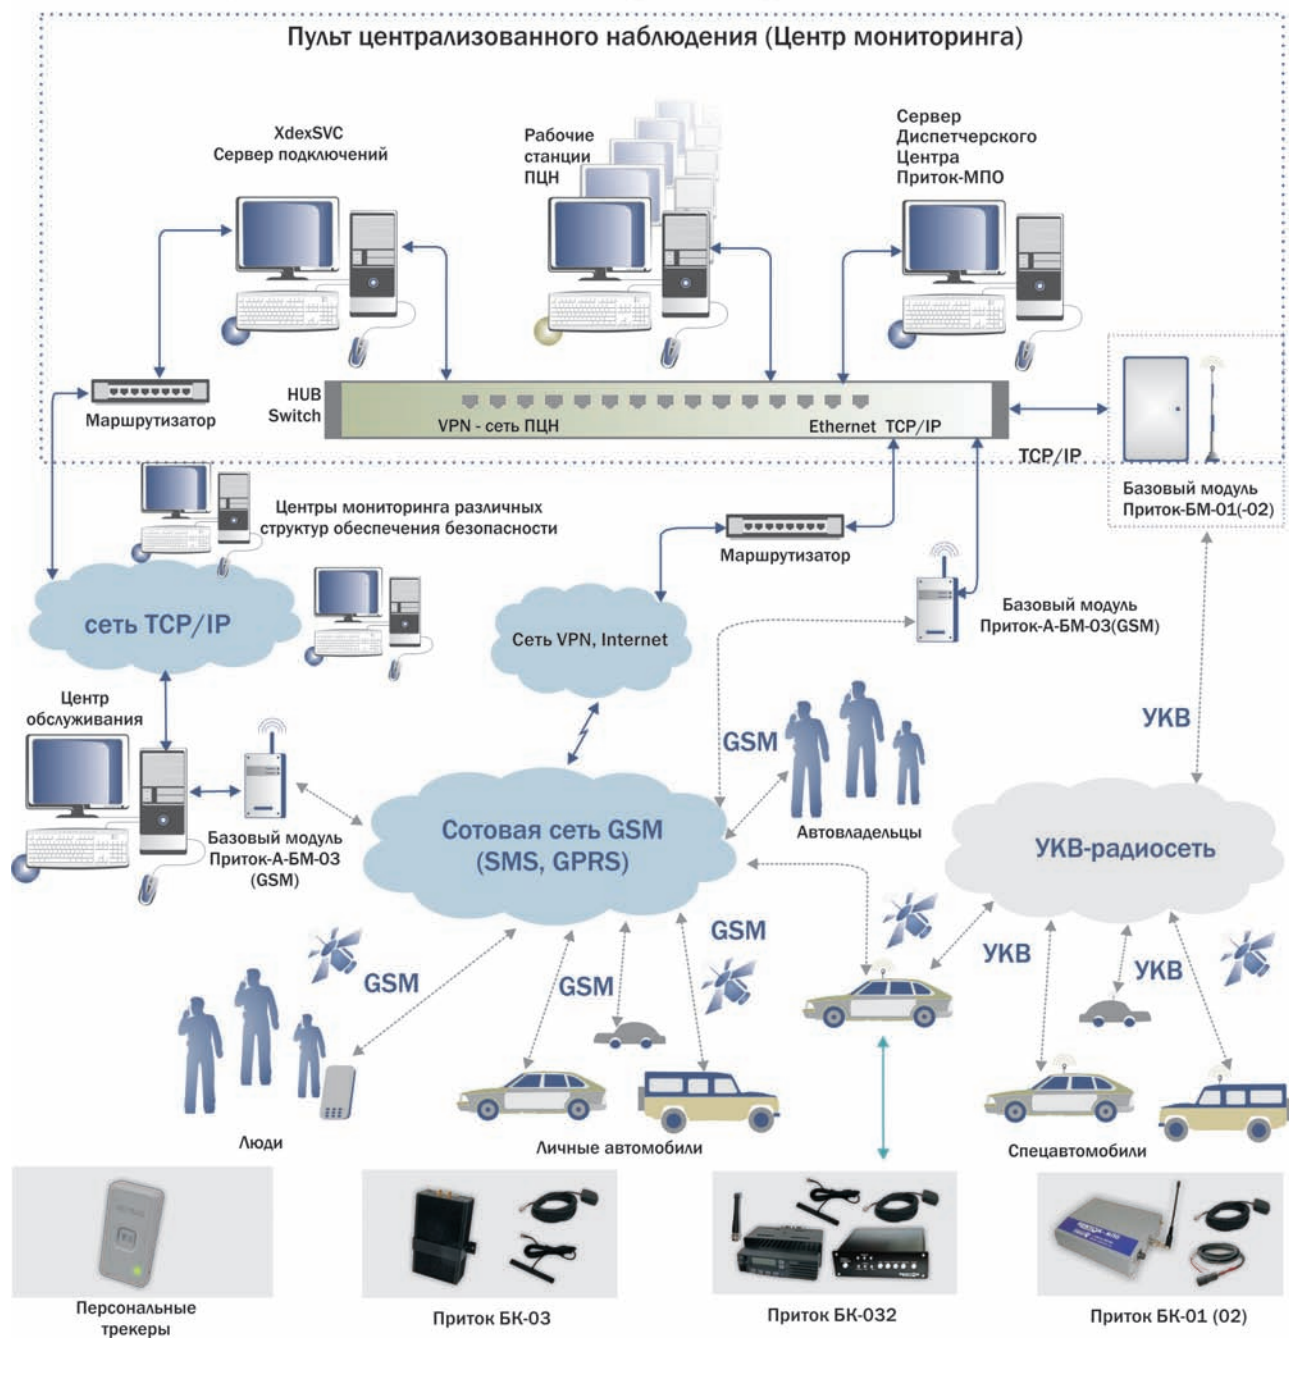 Пульт централизованного наблюдения (Центр мониторинга)
XdexSVC
Сервер подключений
Рабочие
станции
ПЦН
Сервер
Диспетчерского
Центра
Приток-МПО
Маршрутизатор
HUB
Switch
VPN - сеть ПЦН
Ethernet TCP/IP
TCP/IP
Базовый модуль
Приток-БМ-01(-02)
Центры мониторинга различных
структур обеспечения безопасности
Маршрутизатор
сеть TCP/IP
Сеть VPN, Internet
Базовый модуль
Приток-А-БМ-03(GSM)
Центр
обслуживания
GSM
УКВ
Базовый модуль
Приток-А-БМ-03
(GSM)
Сотовая сеть GSM
(SMS, GPRS)
Автовладельцы
УКВ-радиосеть
GSM
GSM
GSM
УКВ
УКВ
Люди
Личные автомобили
Спецавтомобили
Персональные
трекеры
Приток БК-03
Приток БК-032
Приток БК-01 (02)